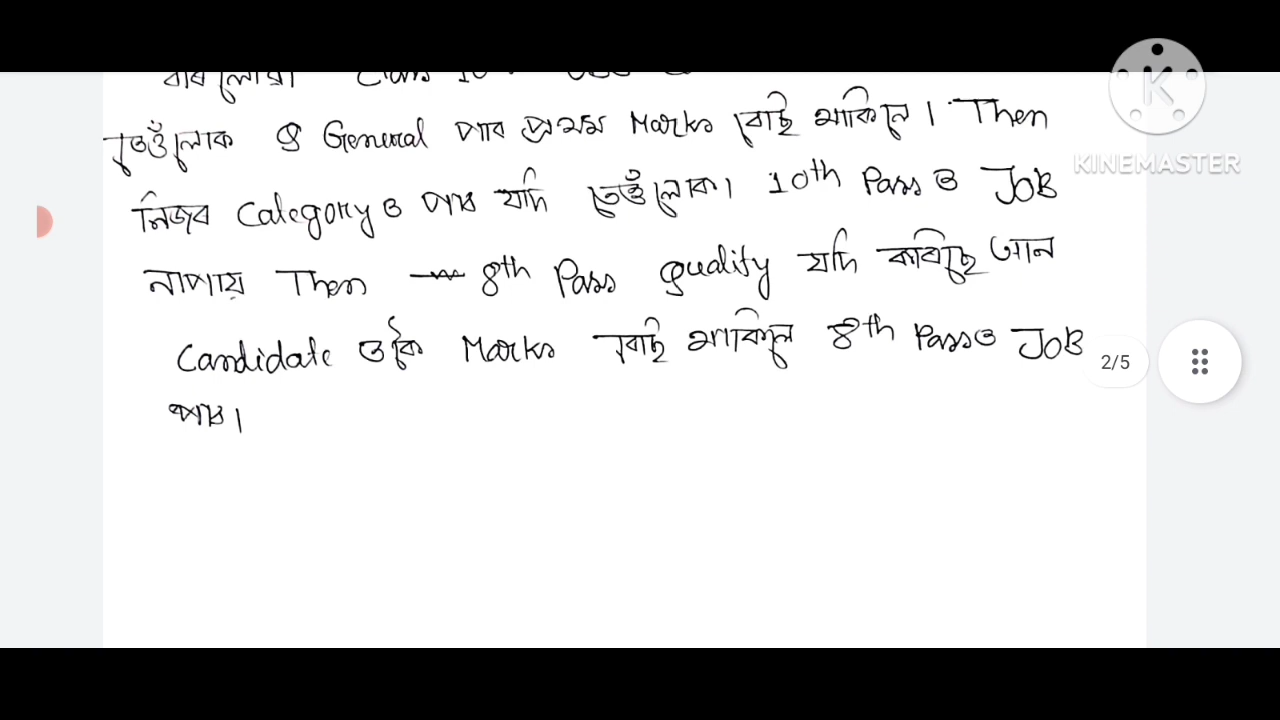 KINEMASTER
তেওঁলোক ও General পাব প্ৰথম Marks বেছি থাকিলে। Then
নিজৰ Category ত পাব যদি তেওঁলোক। 10th Pass ত JOB
নাপায় Then 8th Pass quality যদি কৰিছে আন
Candidate তকৈ Marks বেছি থাকিলে 8th Passত JOB
পাব।
2/5